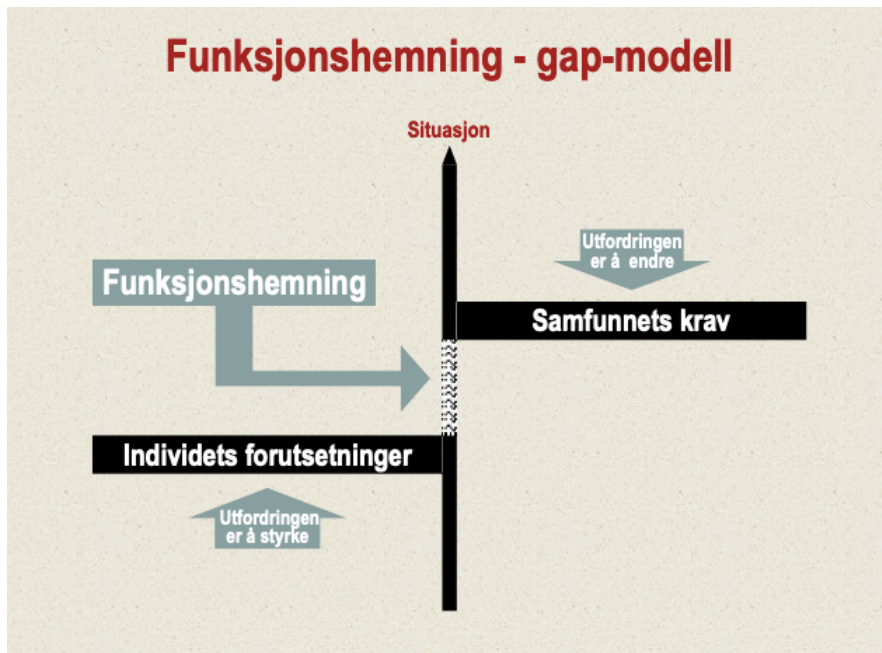 Funksjonshemning - gap-modell
Situasjon
Utfordringen
er å endre
Funksjonshemning
Samfunnets krav
Individets forutsetninger
Utfordringen
er å styrke